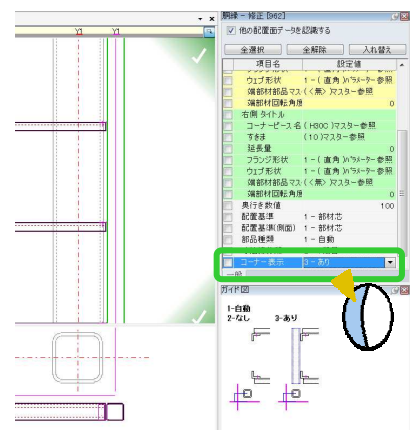 Y3 Y1
胴縁 - 修正 [962]
他の配置面データを認識する
全選択 全解除 入れ替え
項目名 設定値
ウェブ形状 1 - ( 直角 )パラメーター参照
端部材部品マス ( <無> )マスター参照
端部材回転角度 0
右側 タイトル
コーナーピース名 ( H300 )マスター参照
すきま ( 10 )マスター参照
延長量 0
フランジ形状 1 - ( 直角 )パラメーター参照
ウェブ形状 1 - ( 直角 )パラメーター参照
端部材部品マス ( <無> )マスター参照
端部材回転角度 0
奥行き数値 100
配置基準 1 - 部材芯
配置基準(側面) 1 - 部材芯
部品種類 1 - 自動
コーナー表示 3 - あり
一般
ガイド図
1-自動
2-なし 3-あり